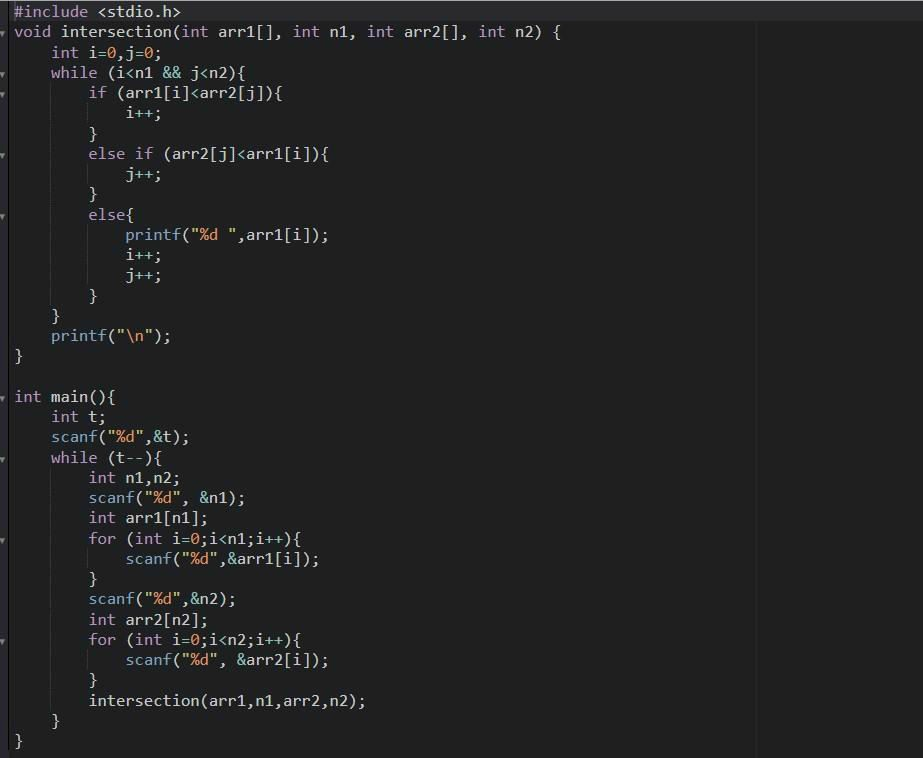 #include <stdio.h>
void intersection(int arr1[], int n1, int arr2[], int n2) {
    int i=0,j=0;
    while (i<n1 && j<n2){
        if (arr1[i]<arr2[j]){
            i++;
        }
        else if (arr2[j]<arr1[i]){
            j++;
        }
        else{
            printf("%d ",arr1[i]);
            i++;
            j++;
        }
    }
    printf("\n");
}

int main(){
    int t;
    scanf("%d",&t);
    while (t--){
        int n1,n2;
        scanf("%d", &n1);
        int arr1[n1];
        for (int i=0;i<n1;i++){
            scanf("%d",&arr1[i]);
        }
        scanf("%d",&n2);
        int arr2[n2];
        for (int i=0;i<n2;i++){
            scanf("%d", &arr2[i]);
        }
        intersection(arr1,n1,arr2,n2);
    }
}